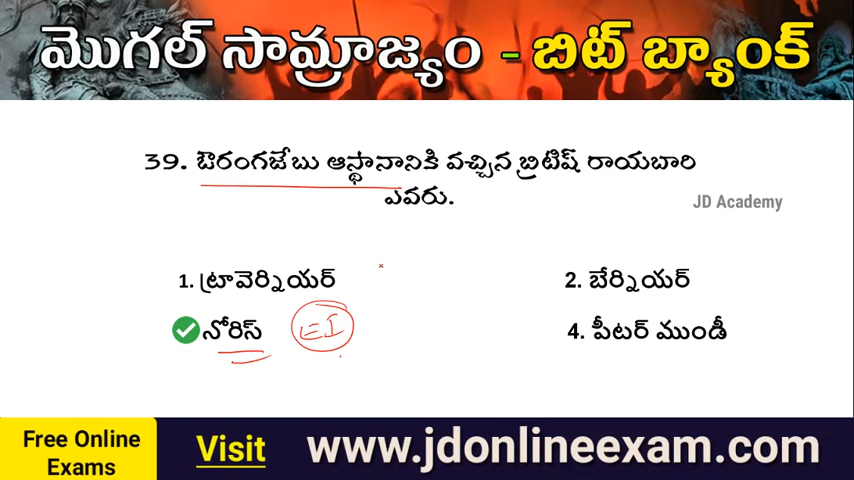 మొగల్ సామ్రాజ్యం - బిట్ బ్యాంక్
39. ఔరంగజేబు ఆస్థానానికి వచ్చిన బ్రిటిష్ రాయబారి
ఎవరు.
JD Academy
1. ట్రావెర్నియర్
2. బేర్నియర్
నోరిస్ EI
4. పీటర్ ముండీ
Free Online
Exams
Visit
www.jdonlineexam.com